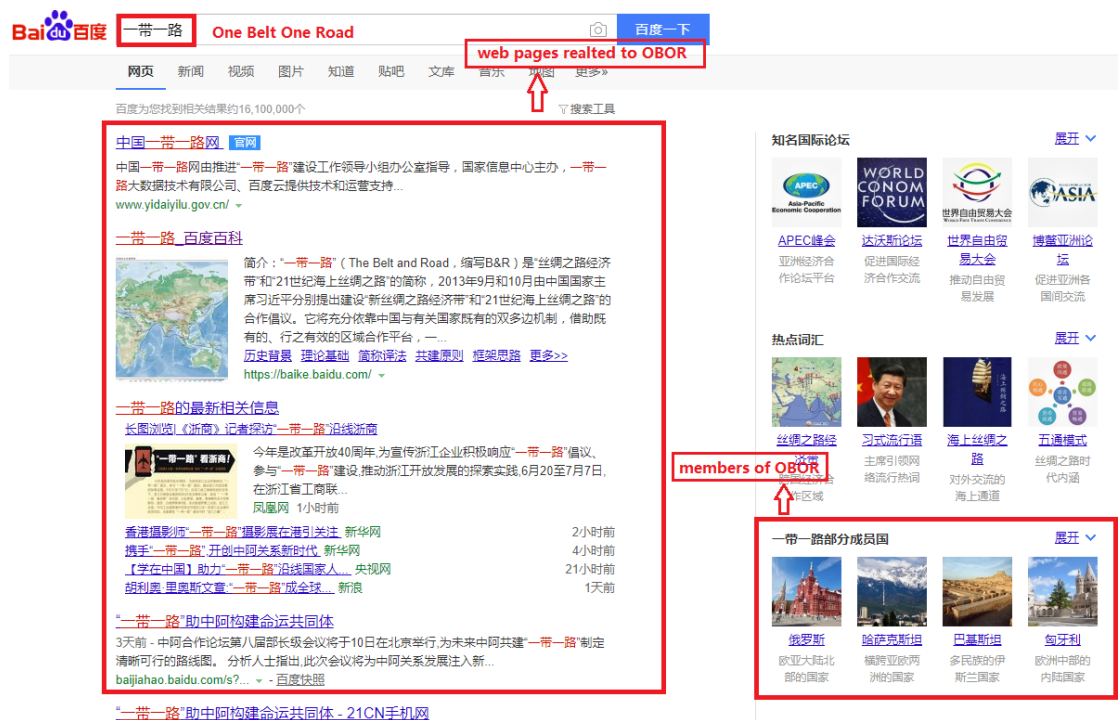 Bai du 百度
一带一路
One Belt One Road
百度一下
web pages realted to OBOR
网页 新闻 视频 图片 知道 贴吧 文库 音乐 地图 更多»
百度为您找到相关结果约16,100,000个
搜索工具
中国一带一路网 官网
中国一带一路网由推进“一带一路”建设工作领导小组办公室指导，国家信息中心主办，一带一
路大数据技术有限公司、百度云提供技术和运营支持...
www.yidaiyilu.gov.cn/
一带一路_百度百科
简介：“一带一路”（The Belt and Road，缩写B&R）是“丝绸之路经济
带”和“21世纪海上丝绸之路”的简称，2013年9月和10月由中国国家主
席习近平分别提出建设“新丝绸之路经济带”和“21世纪海上丝绸之路”的
合作倡议。它将充分依靠中国与有关国家既有的双多边机制，借助既
有的、行之有效的区域合作平台，一...
历史背景 理论基础 简称译法 共建原则 框架思路 更多>>
https://baike.baidu.com/
一带一路的最新相关信息
长图浏览|《浙商》记者探访“一带一路”沿线浙商
“一带一路”看浙商!
今年是改革开放40周年,为宣传浙江企业积极响应“一带一路”倡议、
参与“一带一路”建设,推动浙江开放发展的探索实践,6月20至7月7日,
在浙江省工商联...
凤凰网 1小时前
香港摄影师“一带一路”摄影展在港引关注 新华网 2小时前
携手“一带一路”,开创中阿关系新时代 新华网 4小时前
【学在中国】助力“一带一路”沿线国家人... 央视网 21小时前
胡利奥·里奥斯文章:“一带一路”成全球... 新浪 1天前
“一带一路”助中阿构建命运共同体
3天前 - 中阿合作论坛第八届部长级会议将于10日在北京举行,为未来中阿共建“一带一路”制定
清晰可行的路线图。 分析人士指出,此次会议将为中阿关系发展注入新...
baijiahao.baidu.com/s?... - 百度快照
“一带一路”助中阿构建命运共同体 - 21CN手机网
知名国际论坛 展开
APEC
Asia-Pacific
Economic Cooperation
WORLD
CONOM
FORUM
世界自由贸易大会
WORLD FREE TRADE CONFERENCE
ASIA
APEC峰会 达沃斯论坛 世界自由贸
易大会 博鳌亚洲论
坛
亚洲经济合
作论坛平台
促进国际经
济合作交流
推动自由贸
易发展
促进亚洲各
国间交流
热点词汇 展开
海上丝绸之路
丝绸之路经
济带
习式流行语
海上丝绸之
路
五通模式
跨国经济合
作区域
主席引领网
络流行热词
对外交流的
海上通道
丝绸之路时
代内涵
members of OBOR
一带一路部分成员国 展开
俄罗斯 哈萨克斯坦 巴基斯坦 匈牙利
欧亚大陆北
部的国家
横跨亚欧两
洲的国家
多民族的伊
斯兰国家
欧洲中部的
内陆国家